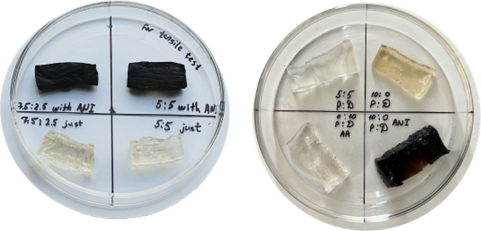 For tensile test
7.5:2.5 with ANI
5:5 with AN
7.5:2.5 just
5:5 just
5:5
P:D
10:0
P:D
0:10
P:D
AA
10:0
P:D ANI